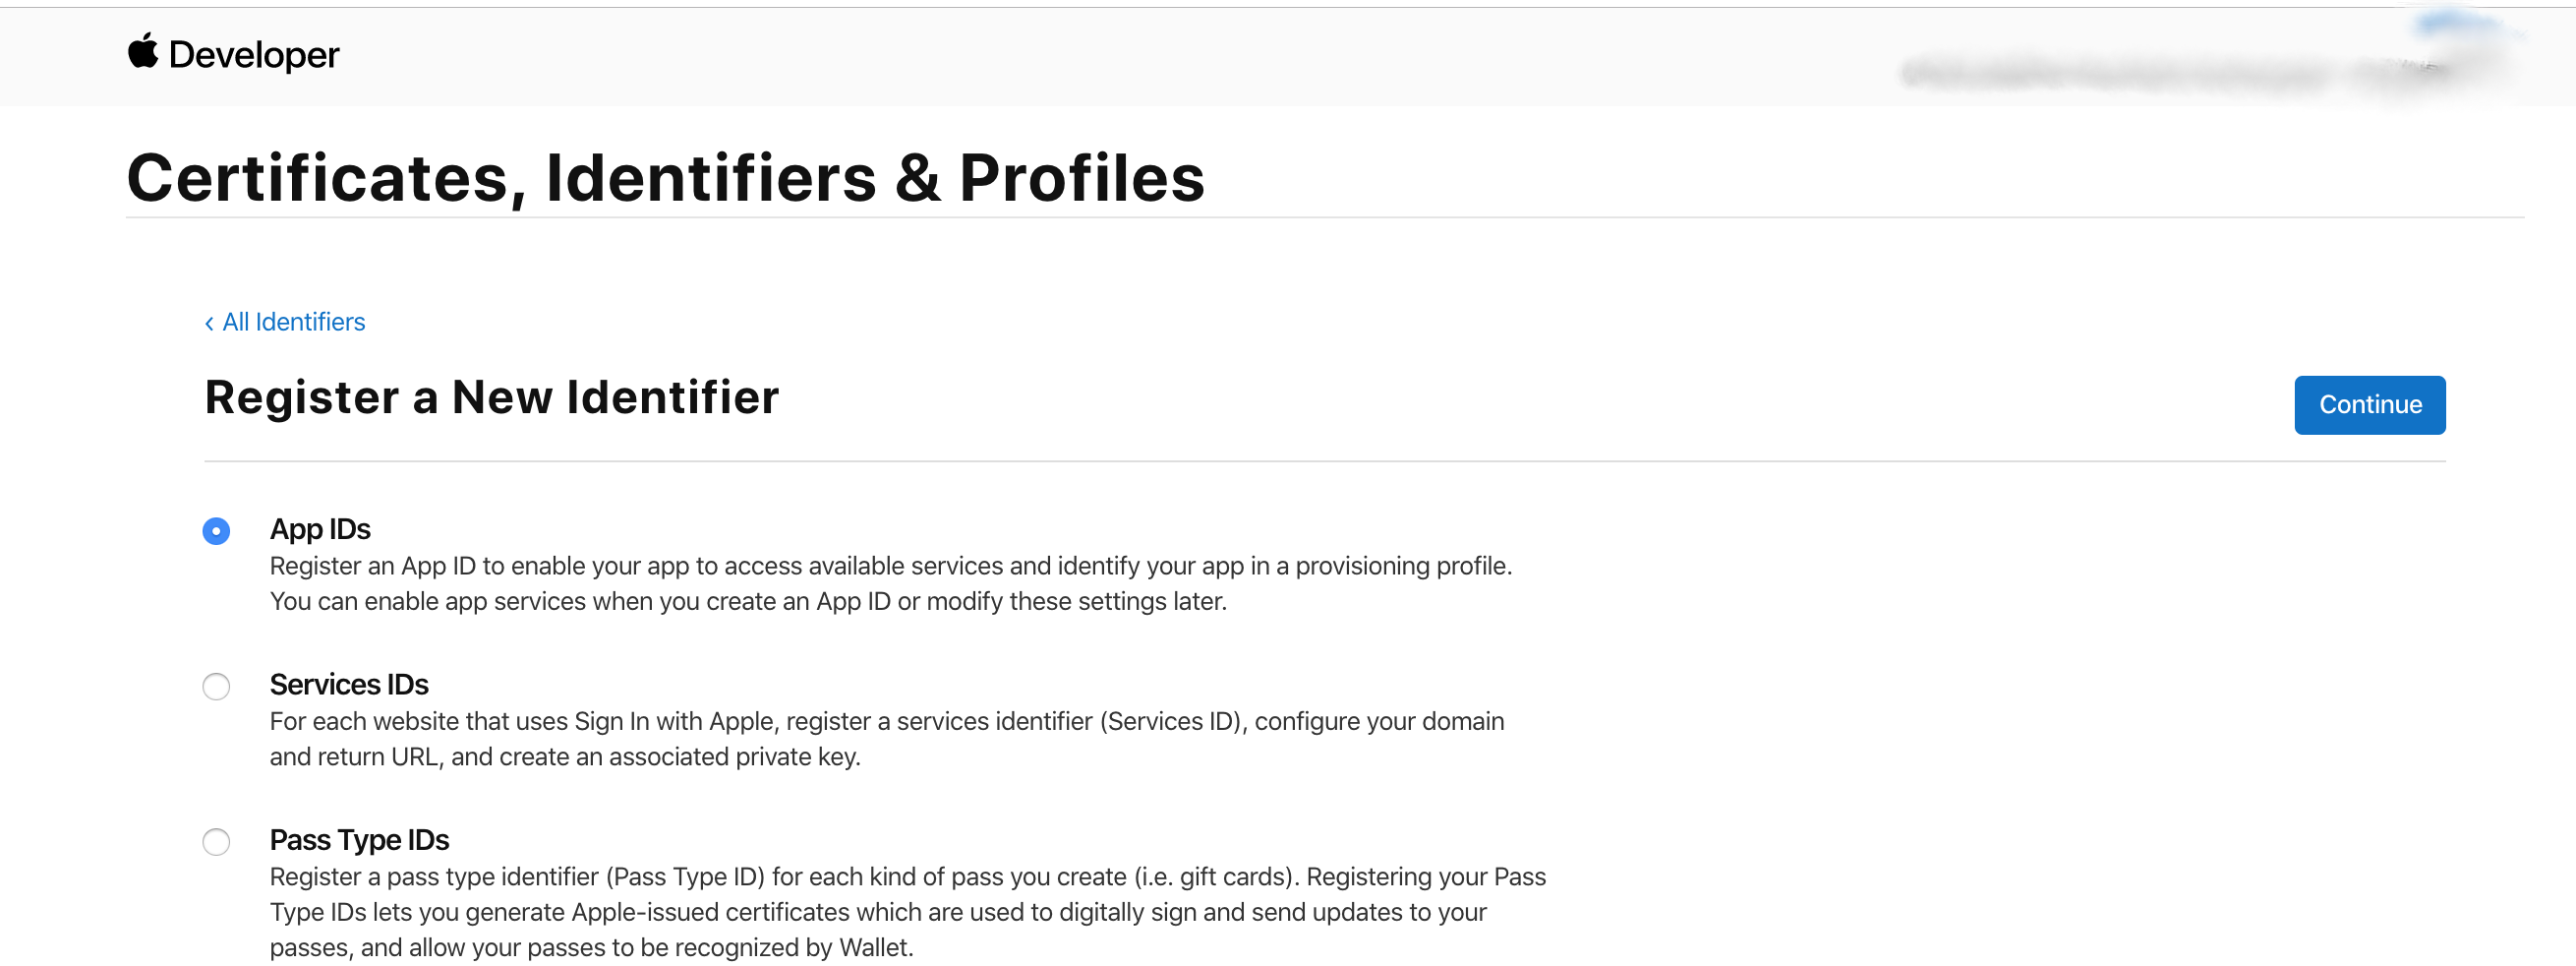 Developer
Certificates, Identifiers & Profiles
‹ All Identifiers
Register a New Identifier
Continue
App IDs
Register an App ID to enable your app to access available services and identify your app in a provisioning profile.
You can enable app services when you create an App ID or modify these settings later.
Services IDs
For each website that uses Sign In with Apple, register a services identifier (Services ID), configure your domain
and return URL, and create an associated private key.
Pass Type IDs
Register a pass type identifier (Pass Type ID) for each kind of pass you create (i.e. gift cards). Registering your Pass
Type IDs lets you generate Apple-issued certificates which are used to digitally sign and send updates to your
passes, and allow your passes to be recognized by Wallet.